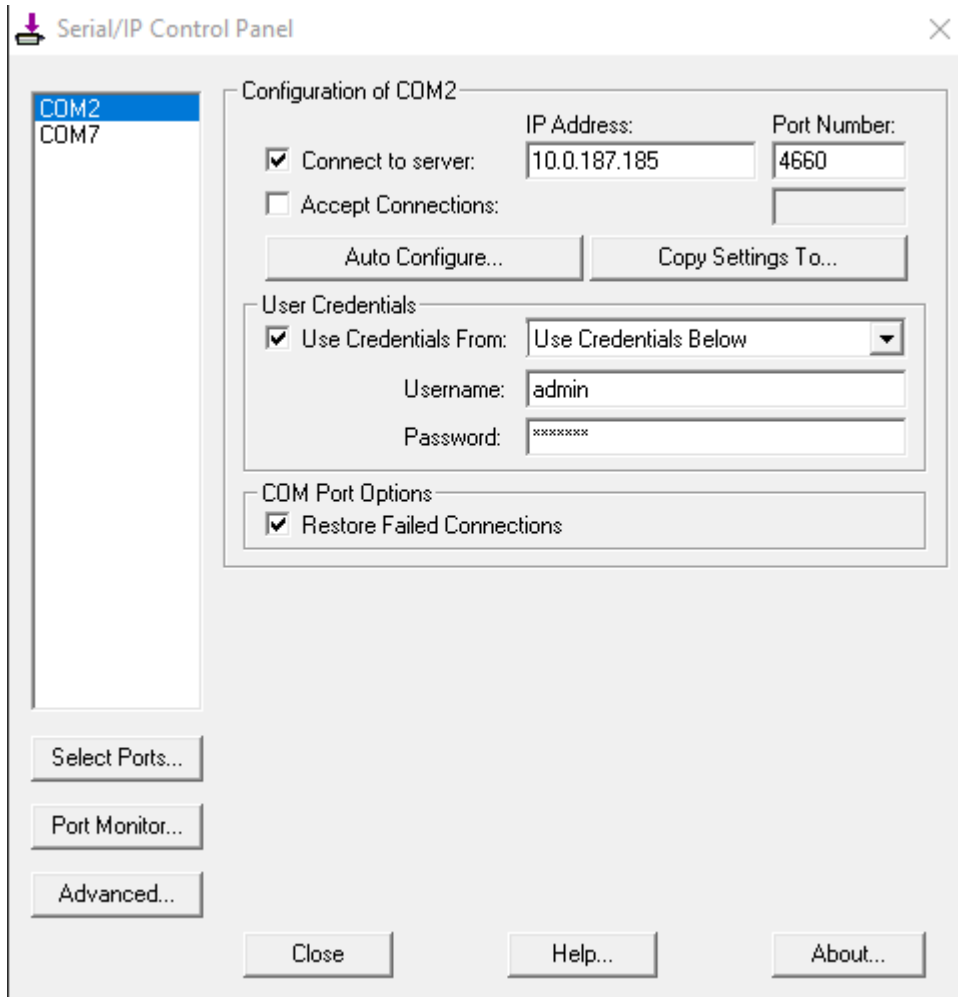 Serial/IP Control Panel
COM2
COM7
Configuration of COM2
IP Address:
Port Number:
Connect to server:
10.0.187.185
4660
Accept Connections:
Auto Configure...
Copy Settings To...
User Credentials
Use Credentials From:
Use Credentials Below
Username:
admin
Password:
*******
COM Port Options
Restore Failed Connections
Select Ports...
Port Monitor...
Advanced...
Close
Help...
About...